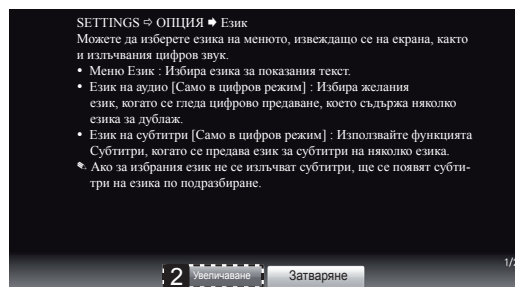 SETTINGS ⇨ ОПЦИЯ ➡ Език
Можете да изберете езика на менюто, извеждащо се на екрана, както
и излъчвания цифров звук.
• Меню Език : Избира езика за показания текст.
• Език на аудио [Само в цифров режим] : Избира желания
език, когато се гледа цифрово предаване, което съдържа няколко
езика за дублаж.
• Език на субтитри [Само в цифров режим] : Използвайте функцията
Субтитри, когато се предава език за субтитри на няколко езика.
✎ Ако за избрания език не се излъчват субтитри, ще се появят субти-
три на езика по подразбиране.
1/2
2 Увеличаване Затваряне